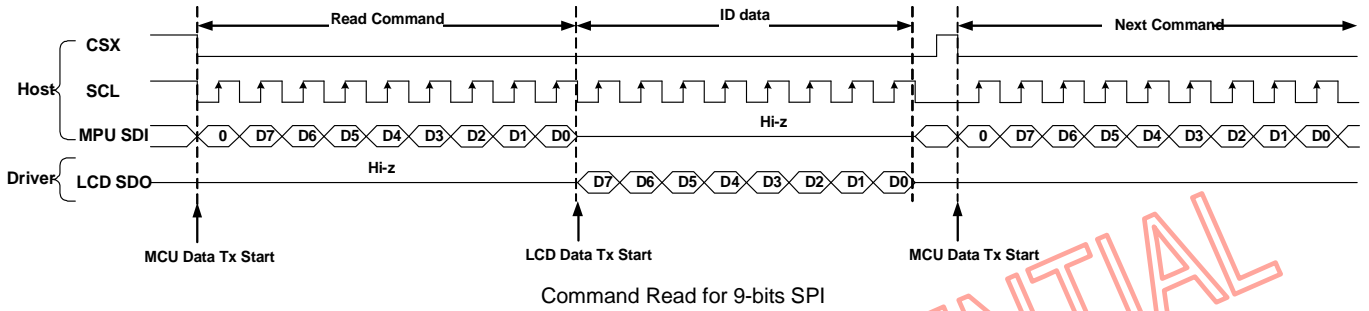 Read Command ID data Next Command
CSX
Host SCL
MPU SDI 0 D7 D6 D5 D4 D3 D2 D1 D0 Hi-z 0 D7 D6 D5 D4 D3 D2 D1 D0
Driver LCD SDO Hi-z D7 D6 D5 D4 D3 D2 D1 D0
MCU Data Tx Start LCD Data Tx Start MCU Data Tx Start
Command Read for 9-bits SPI
NTIAL